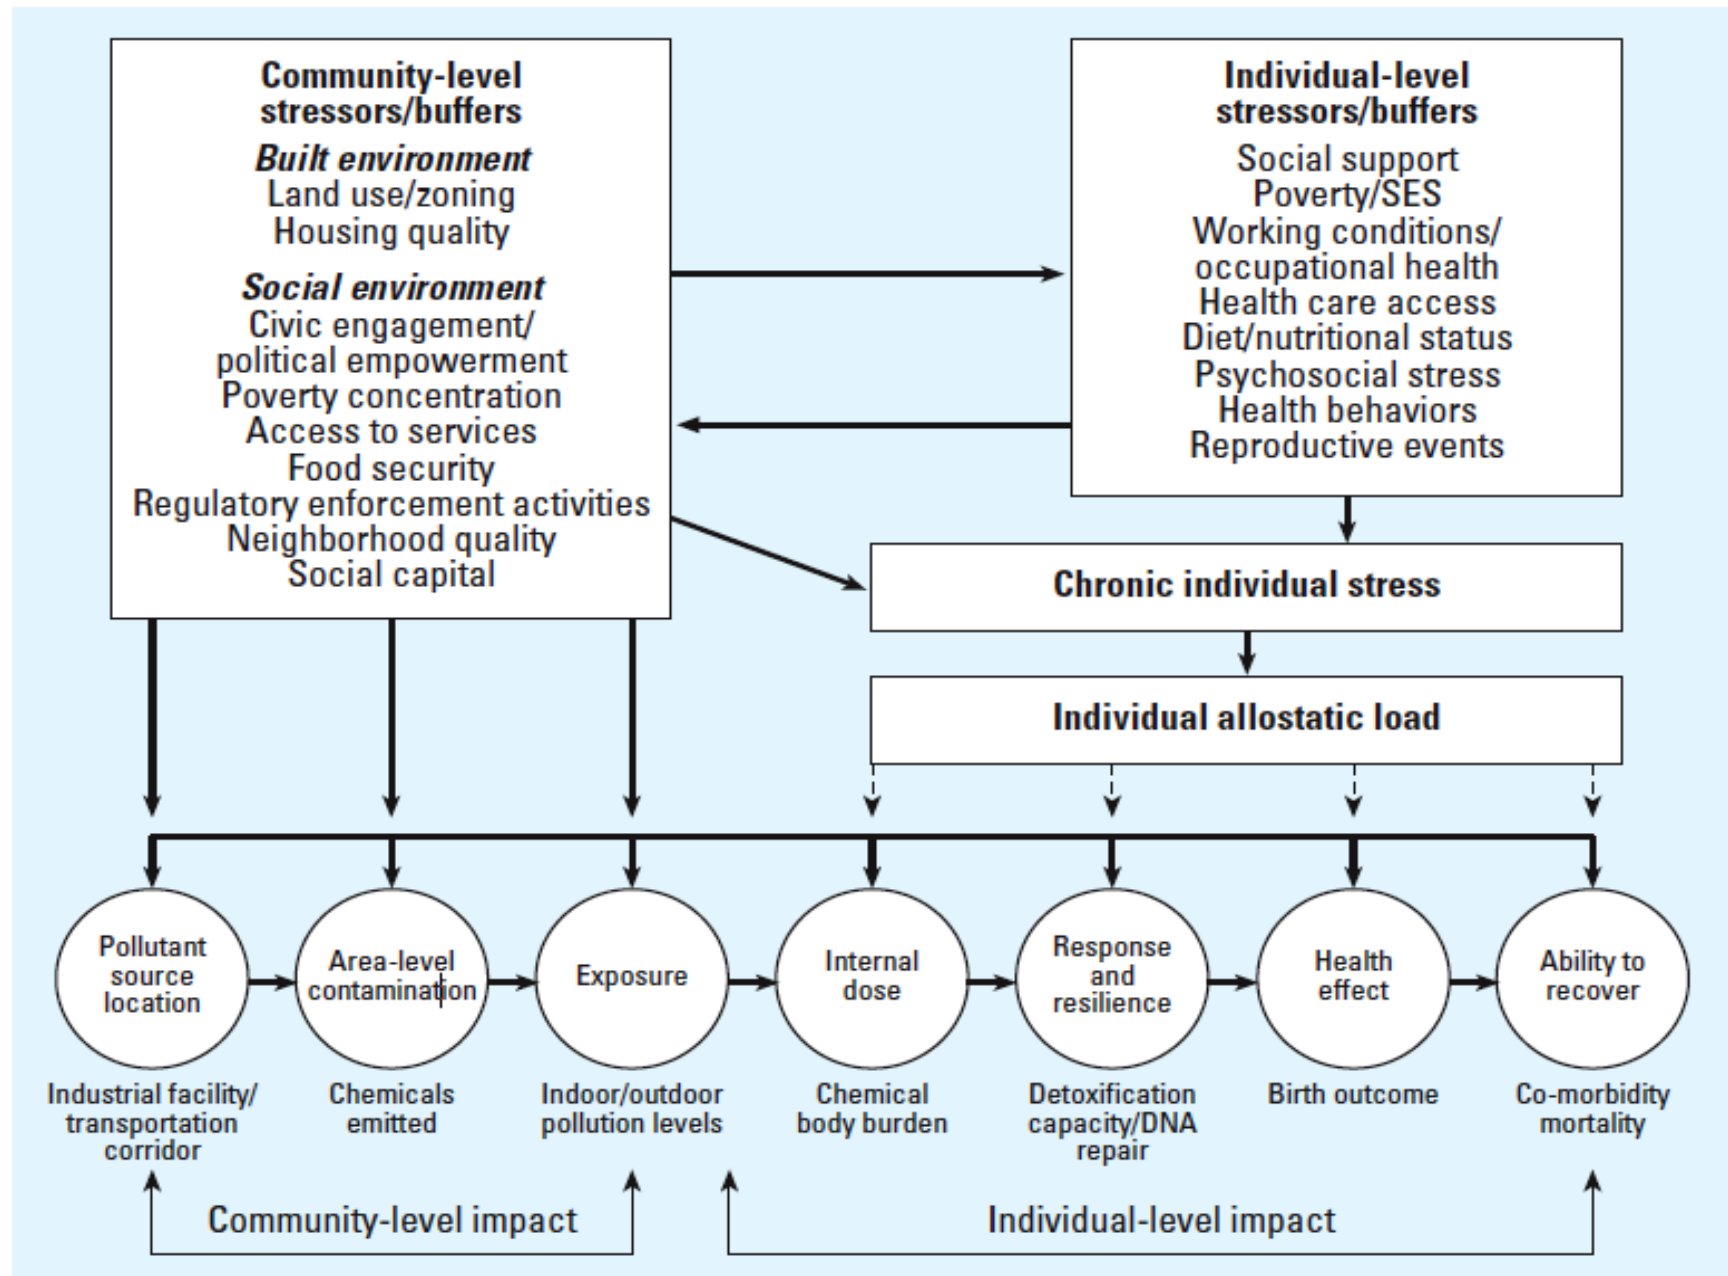 Community-level
stressors/buffers
Built environment
Land use/zoning
Housing quality
Social environment
Civic engagement/
political empowerment
Poverty concentration
Access to services
Food security
Regulatory enforcement activities
Neighborhood quality
Social capital
Individual-level
stressors/buffers
Social support
Poverty/SES
Working conditions/
occupational health
Health care access
Diet/nutritional status
Psychosocial stress
Health behaviors
Reproductive events
Chronic individual stress
Individual allostatic load
Pollutant
source
location
Area-level
contamination
Exposure
Internal
dose
Response
and
resilience
Health
effect
Ability to
recover
Industrial facility/
transportation
corridor
Chemicals
emitted
Indoor/outdoor
pollution levels
Chemical
body burden
Detoxification
capacity/DNA
repair
Birth outcome
Co-morbidity
mortality
Community-level impact
Individual-level impact